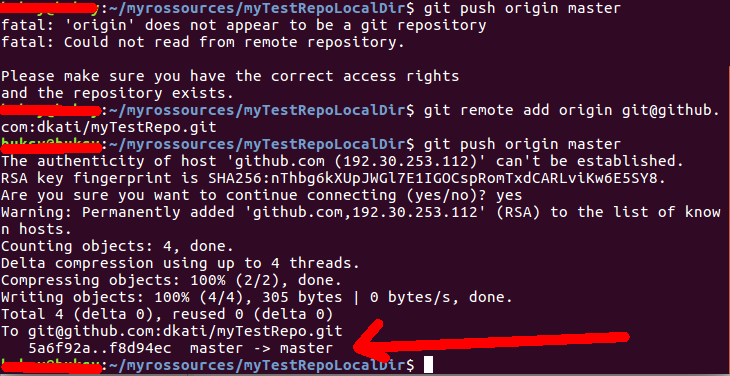 :~/myrossources/myTestRepoLocalDir$ git push origin master
fatal: 'origin' does not appear to be a git repository
fatal: Could not read from remote repository.
Please make sure you have the correct access rights
and the repository exists.
:~/myrossources/myTestRepoLocalDir$ git remote add origin git@github.
com:dkati/myTestRepo.git
:~/myrossources/myTestRepoLocalDir$ git push origin master
The authenticity of host 'github.com (192.30.253.112)' can't be established.
RSA key fingerprint is SHA256:nThbg6kXUpJWGl7E1IGOCspRomTxdCARLviKw6E5SY8.
Are you sure you want to continue connecting (yes/no)? yes
Warning: Permanently added 'github.com,192.30.253.112' (RSA) to the list of know
n hosts.
Counting objects: 4, done.
Delta compression using up to 4 threads.
Compressing objects: 100% (2/2), done.
Writing objects: 100% (4/4), 305 bytes | 0 bytes/s, done.
Total 4 (delta 0), reused 0 (delta 0)
To git@github.com:dkati/myTestRepo.git
5a6f92a..f8d94ec master -> master
:~/myrossources/myTestRepoLocalDir$